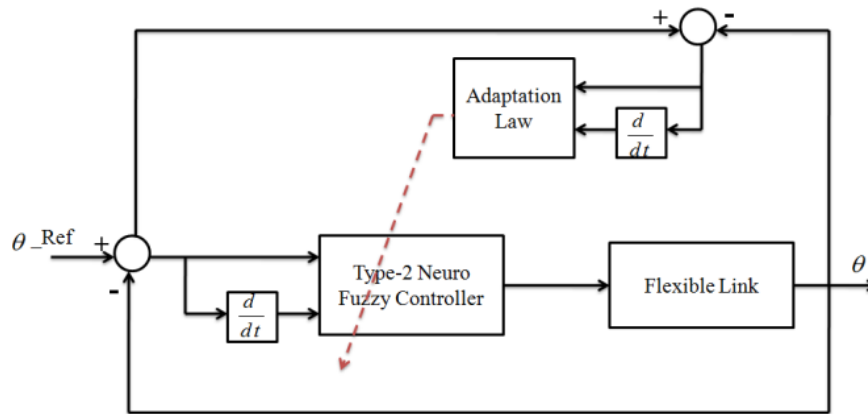 +
-
Adaptation
Law
d
dt
θ _Ref
+
-
Type-2 Neuro
Fuzzy Controller
d
dt
Flexible Link
θ